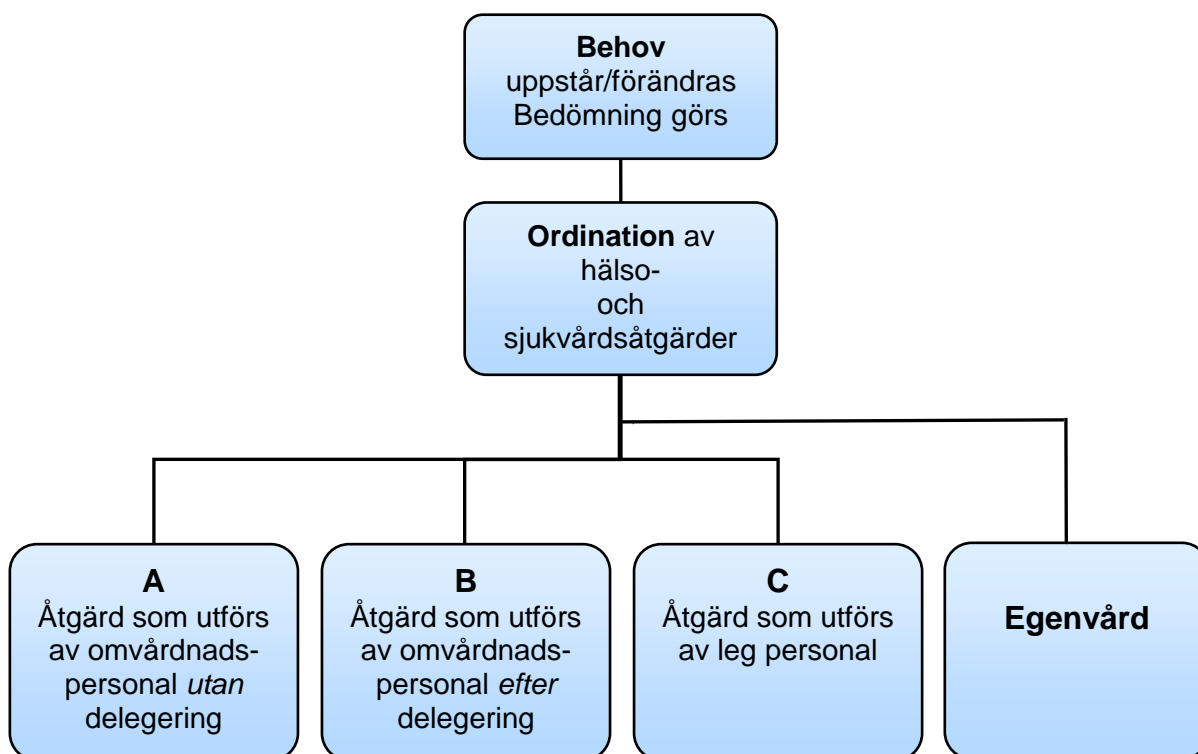 Behov
uppstår/förändras
Bedömning görs
Ordination av
hälso-
och
sjukvårdsåtgärder
A
Åtgärd som utförs
av omvårdnads-
personal utan
delegering
B
Åtgärd som utförs
av omvårdnads-
personal efter
delegering
C
Åtgärd som utförs
av leg personal
Egenvård